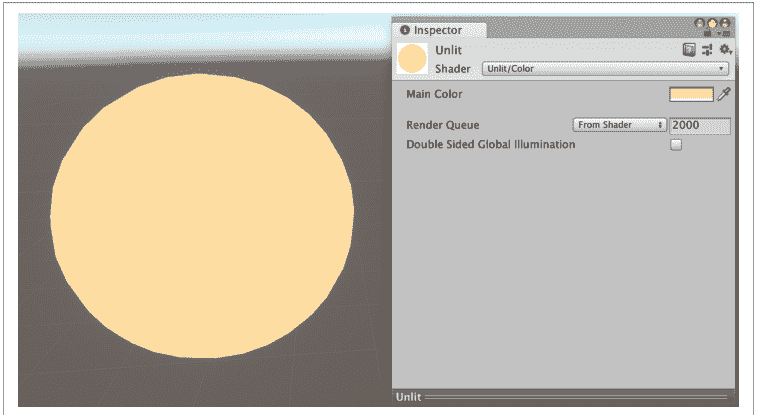 Inspector
Unlit
Shader Unlit/Color
Main Color
Render Queue From Shader 2000
Double Sided Global Illumination
Unlit